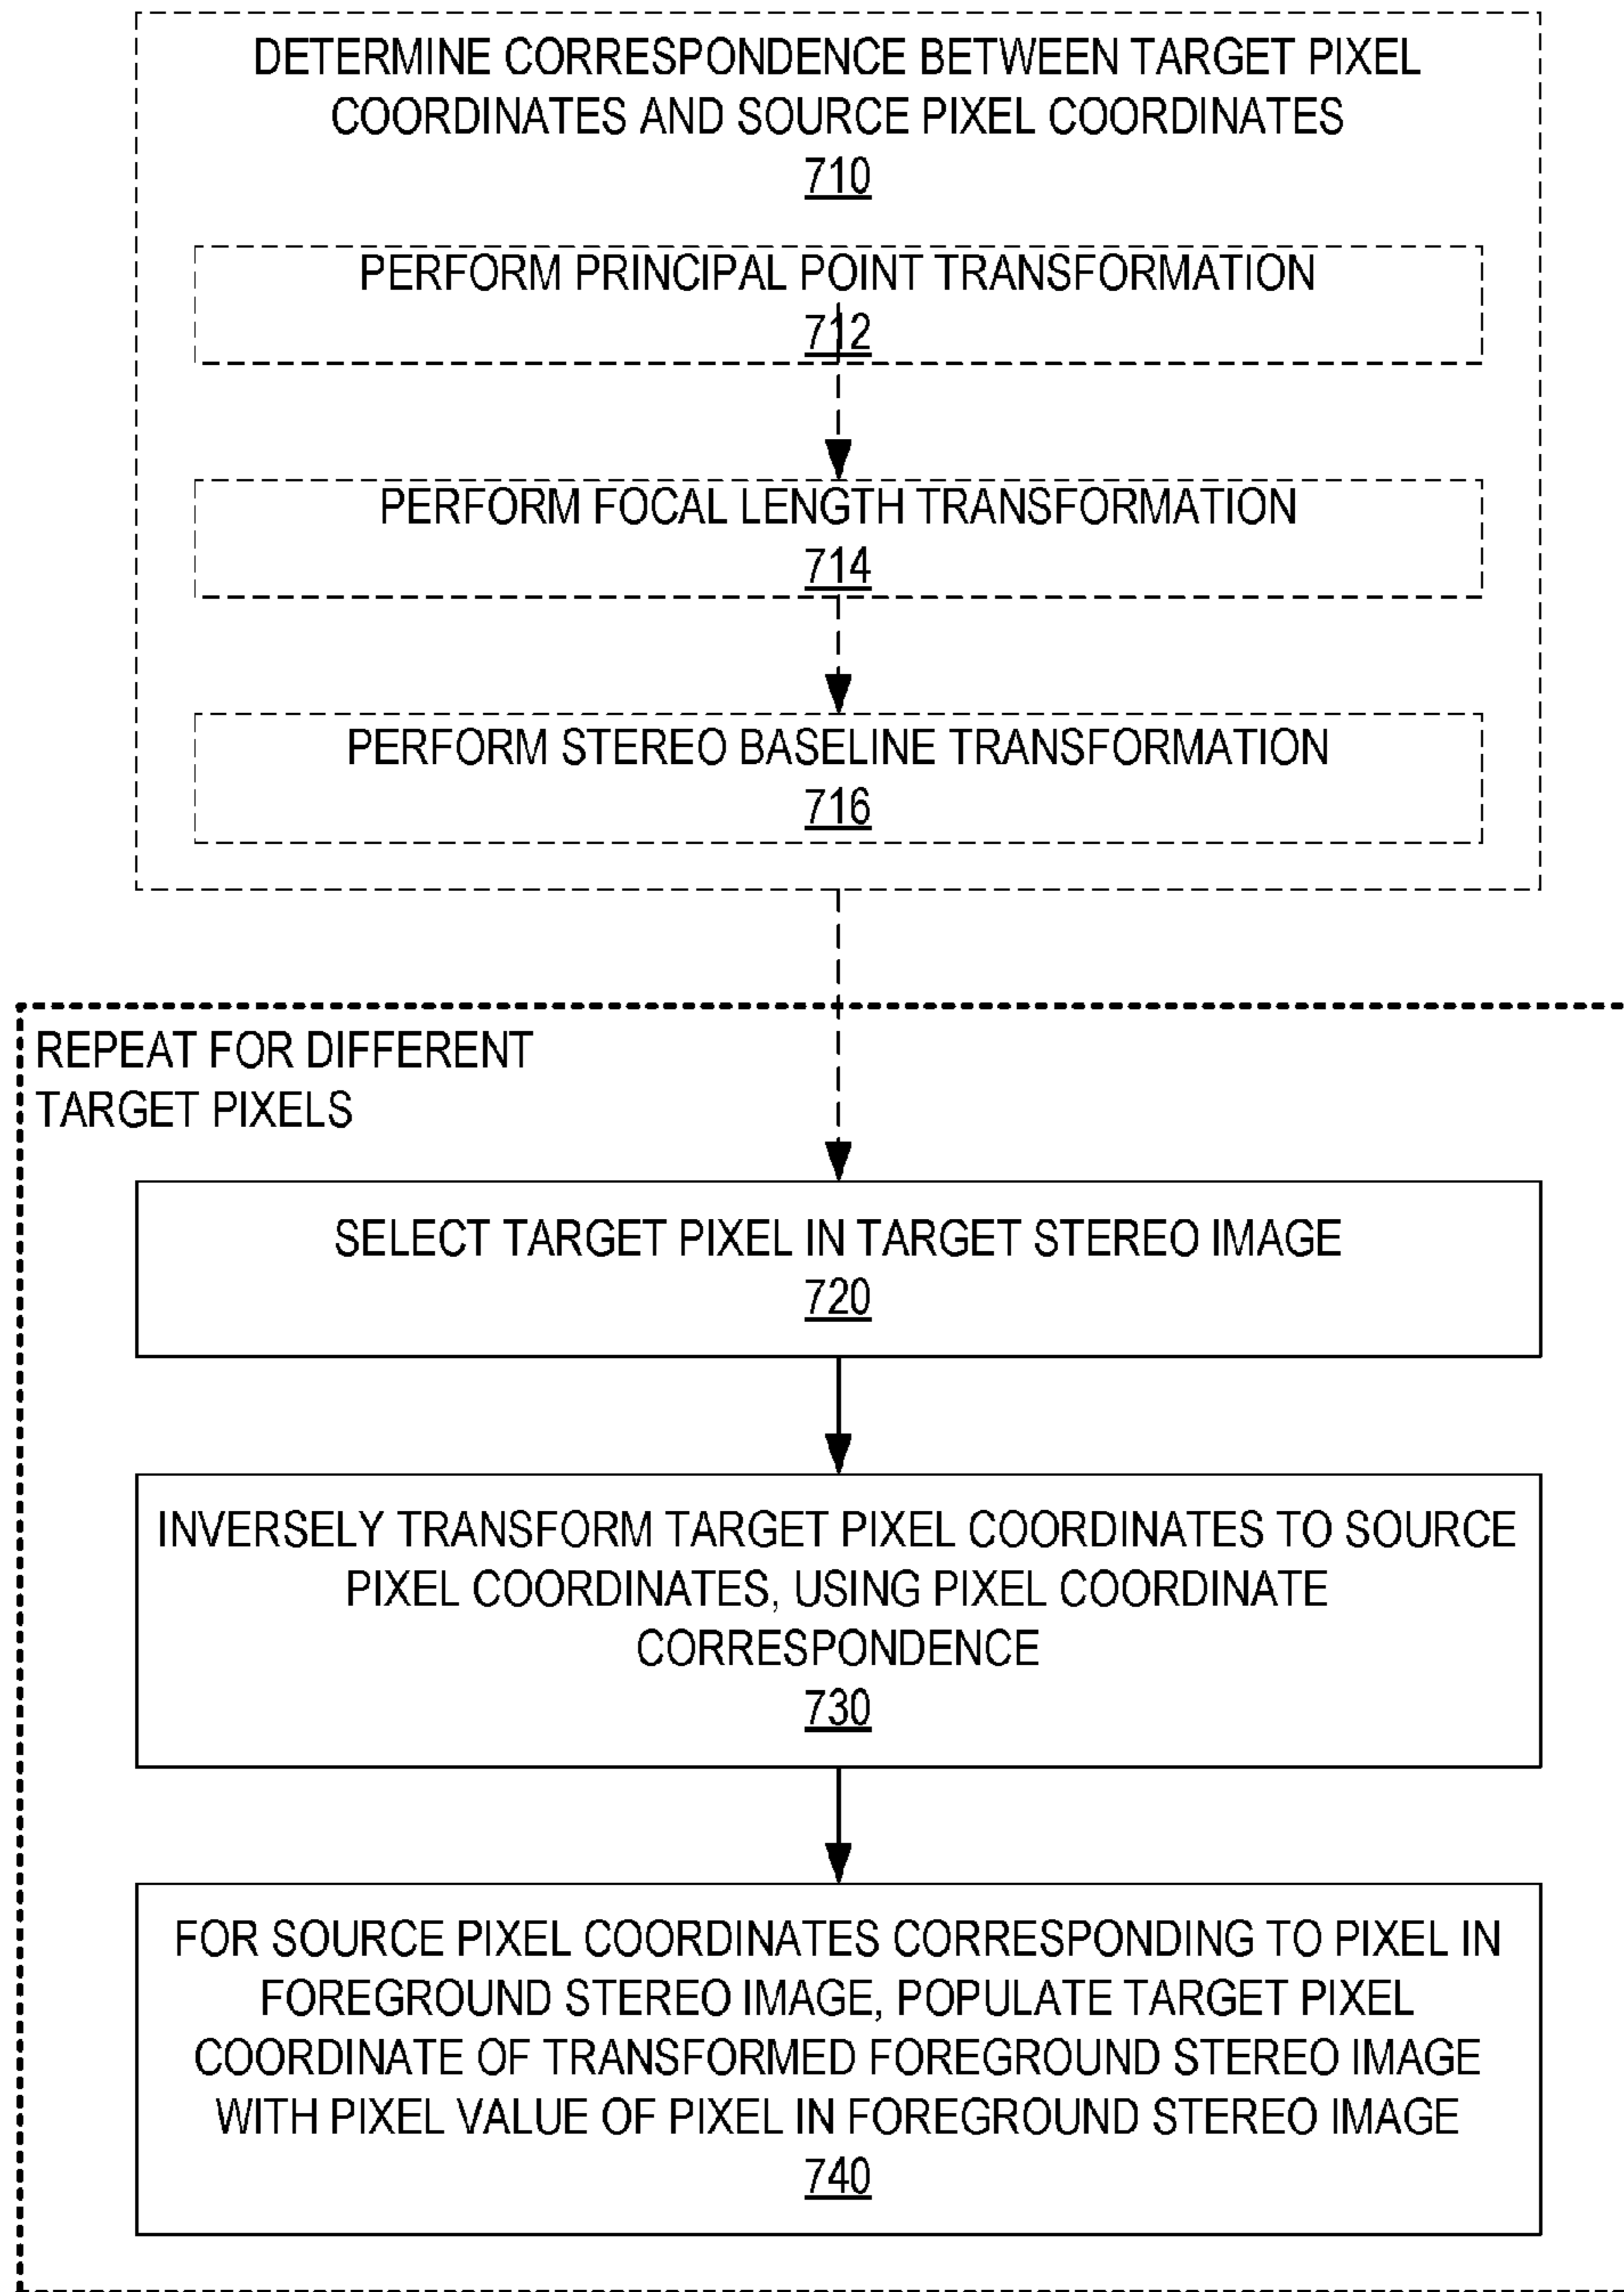 DETERMINE CORRESPONDENCE BETWEEN TARGET PIXEL
COORDINATES AND SOURCE PIXEL COORDINATES
710
PERFORM PRINCIPAL POINT TRANSFORMATION
712
PERFORM FOCAL LENGTH TRANSFORMATION
714
PERFORM STEREO BASELINE TRANSFORMATION
716
REPEAT FOR DIFFERENT
TARGET PIXELS
SELECT TARGET PIXEL IN TARGET STEREO IMAGE
720
INVERSELY TRANSFORM TARGET PIXEL COORDINATES TO SOURCE
PIXEL COORDINATES, USING PIXEL COORDINATE
CORRESPONDENCE
730
FOR SOURCE PIXEL COORDINATES CORRESPONDING TO PIXEL IN
FOREGROUND STEREO IMAGE, POPULATE TARGET PIXEL
COORDINATE OF TRANSFORMED FOREGROUND STEREO IMAGE
WITH PIXEL VALUE OF PIXEL IN FOREGROUND STEREO IMAGE
740